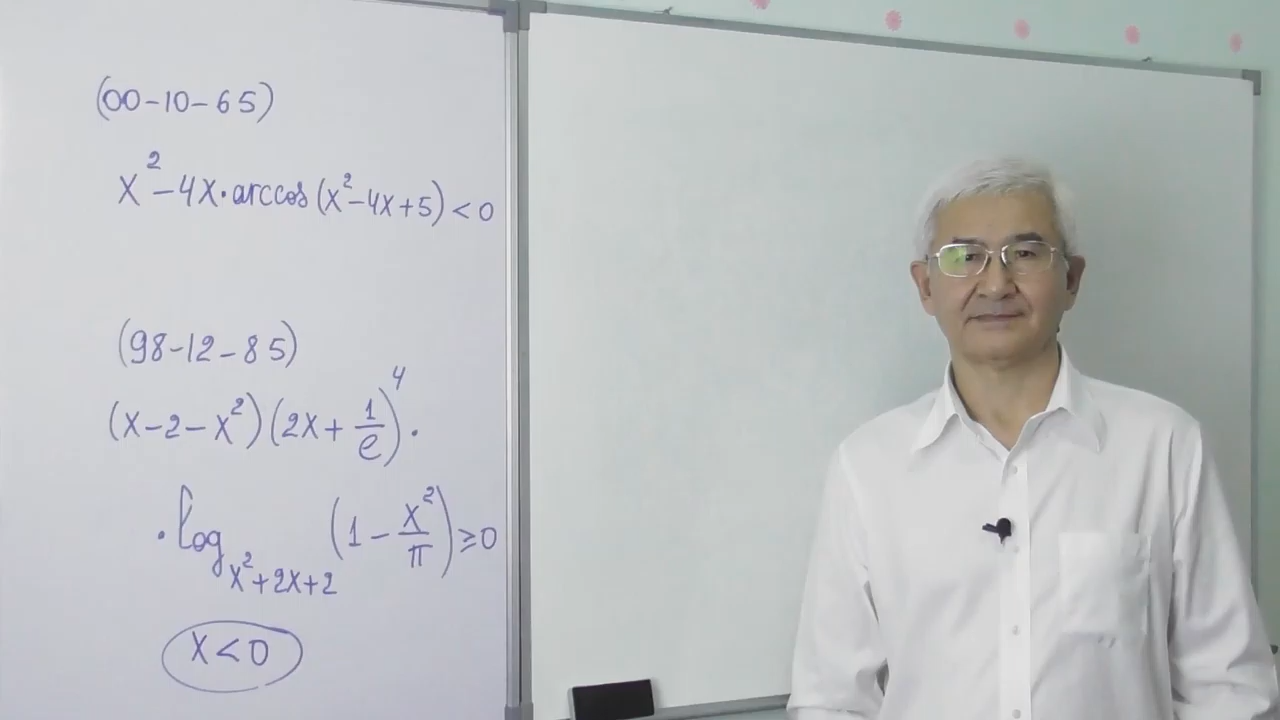 (00-10-65)
x²-4x·arccos(x²-4x+5)<0
(98-12-85)
(x-2-x²)(2x+1/e)⁴·
·log_{x²+2x+2}(1-x²/π)≥0
x<0